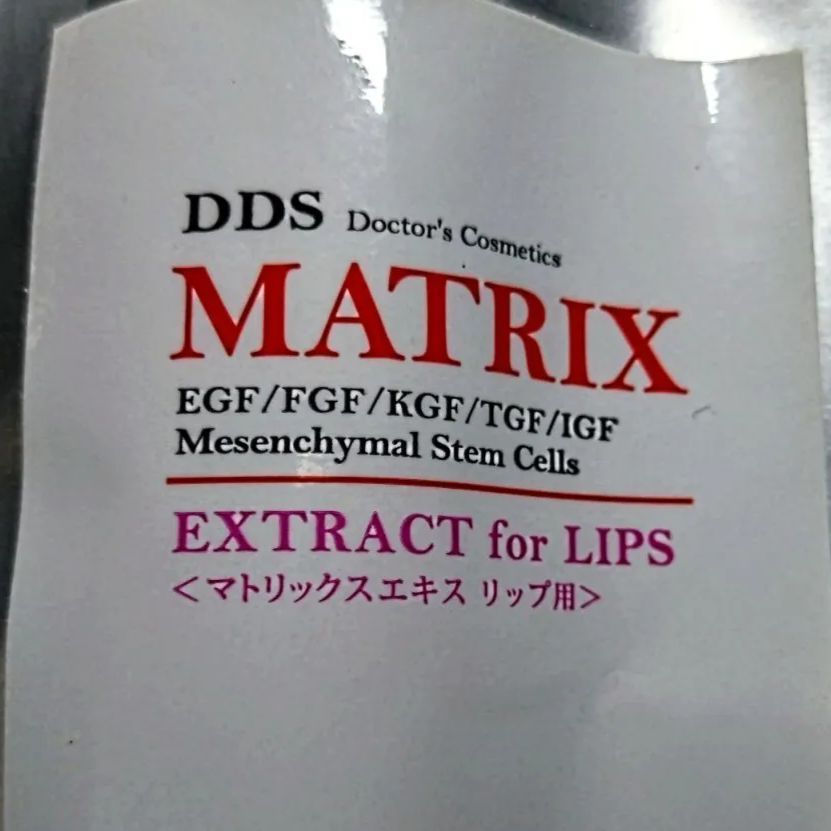 DDS Doctor's Cosmetics
MATRIX
EGF/FGF/KGF/TGF/IGF
Mesenchymal Stem Cells
EXTRACT for LIPS
<マトリックスエキス リップ用>